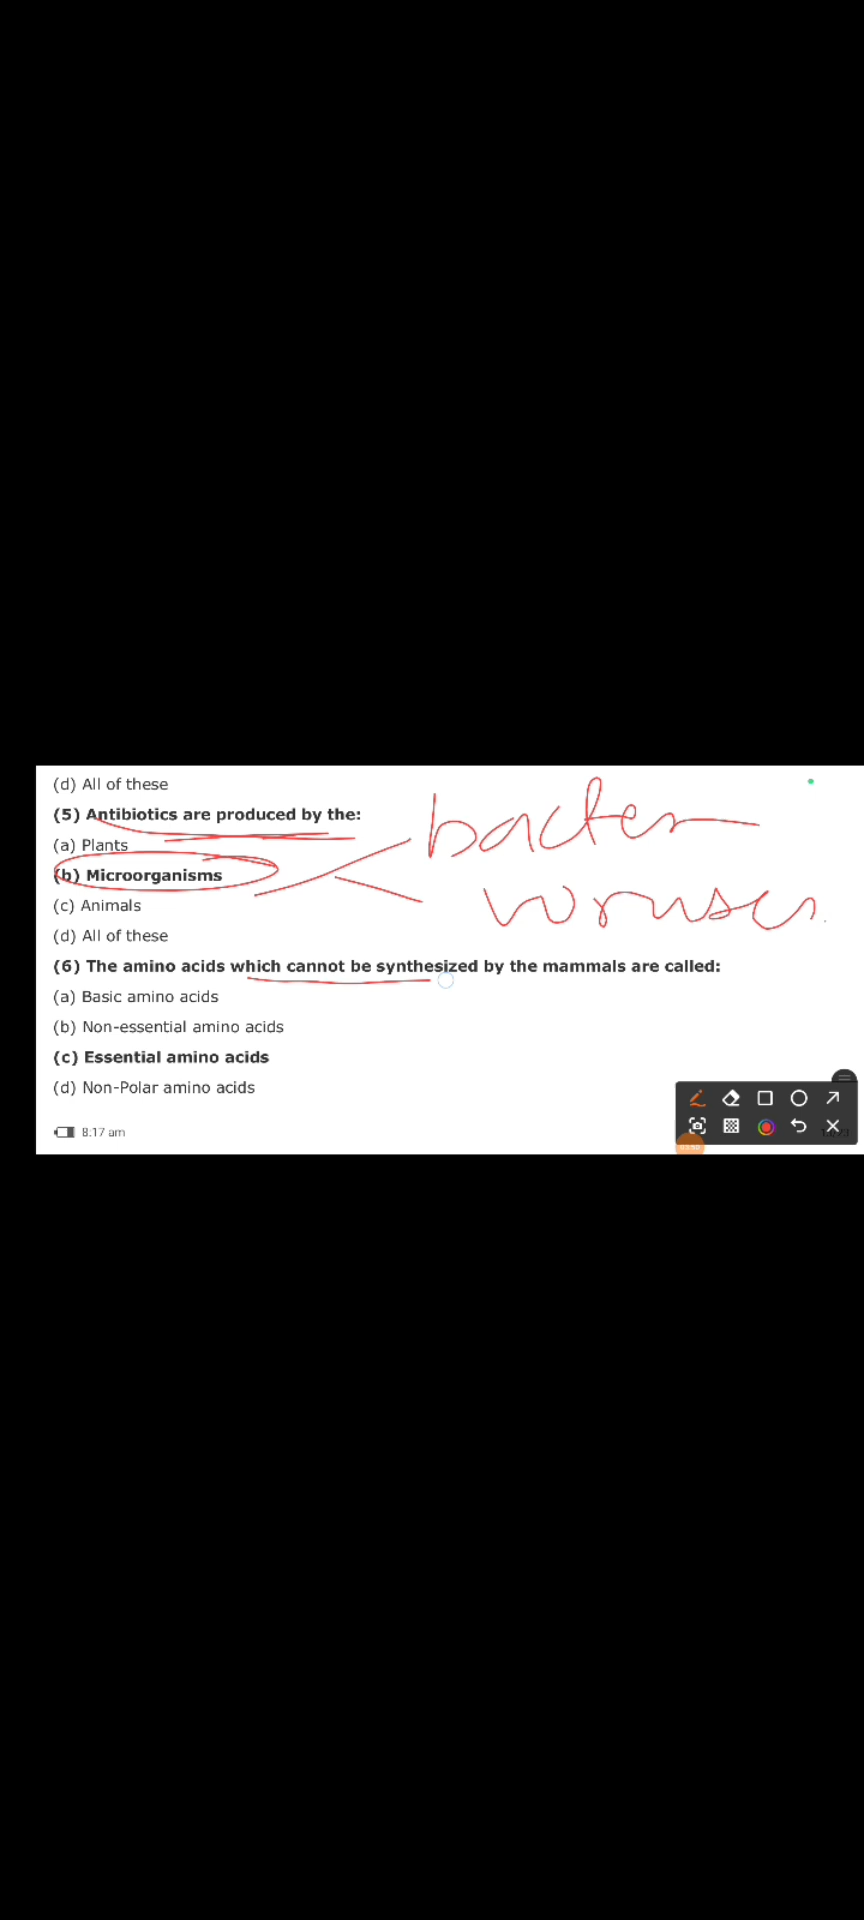 (d) All of these
(5) Antibiotics are produced by the:
(a) Plants
(b) Microorganisms
(c) Animals
(d) All of these
(6) The amino acids which cannot be synthesized by the mammals are called:
(a) Basic amino acids
(b) Non-essential amino acids
(c) Essential amino acids
(d) Non-Polar amino acids
8:17 am